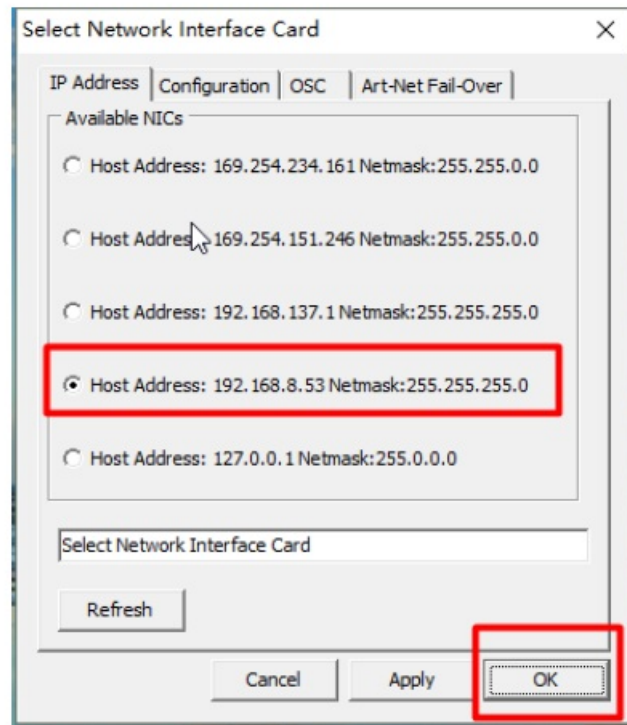 Select Network Interface Card
IP Address Configuration OSC Art-Net Fail-Over
Available NICs
Host Address: 169.254.234.161 Netmask:255.255.0.0
Host Addres 169.254.151.246 Netmask:255.255.0.0
Host Address: 192.168.137.1 Netmask:255.255.255.0
Host Address: 192.168.8.53 Netmask:255.255.255.0
Host Address: 127.0.0.1 Netmask:255.0.0.0
Select Network Interface Card
Refresh
Cancel Apply OK